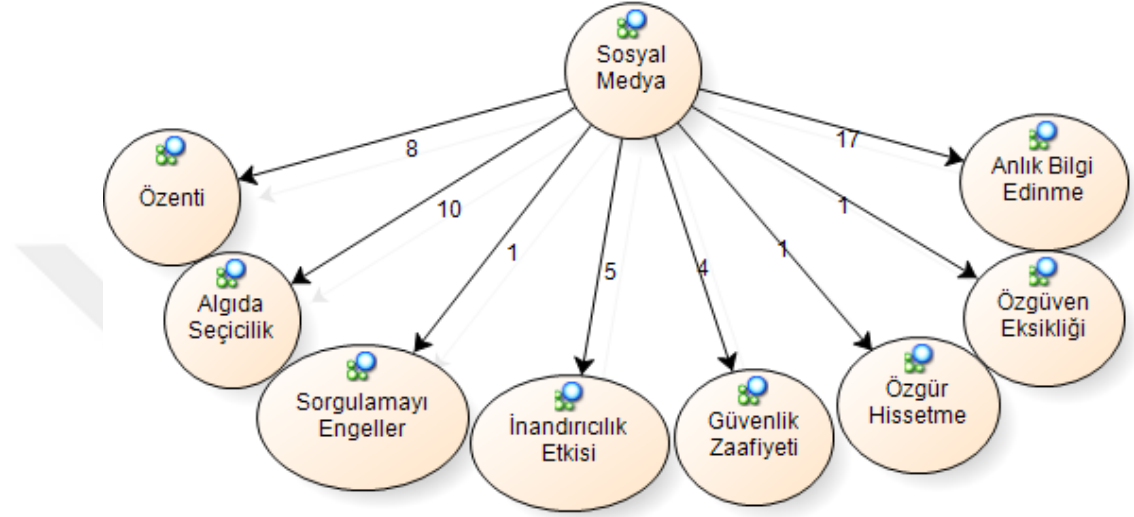 Sosyal
Medya
8
10
1
5
4
1
1
17
Özenti
Algıda
Seçicilik
Sorgulamayı
Engeller
İnandırıcılık
Etkisi
Güvenlik
Zaafiyeti
Özgür
Hissetme
Özgüven
Eksikliği
Anlık Bilgi
Edinme